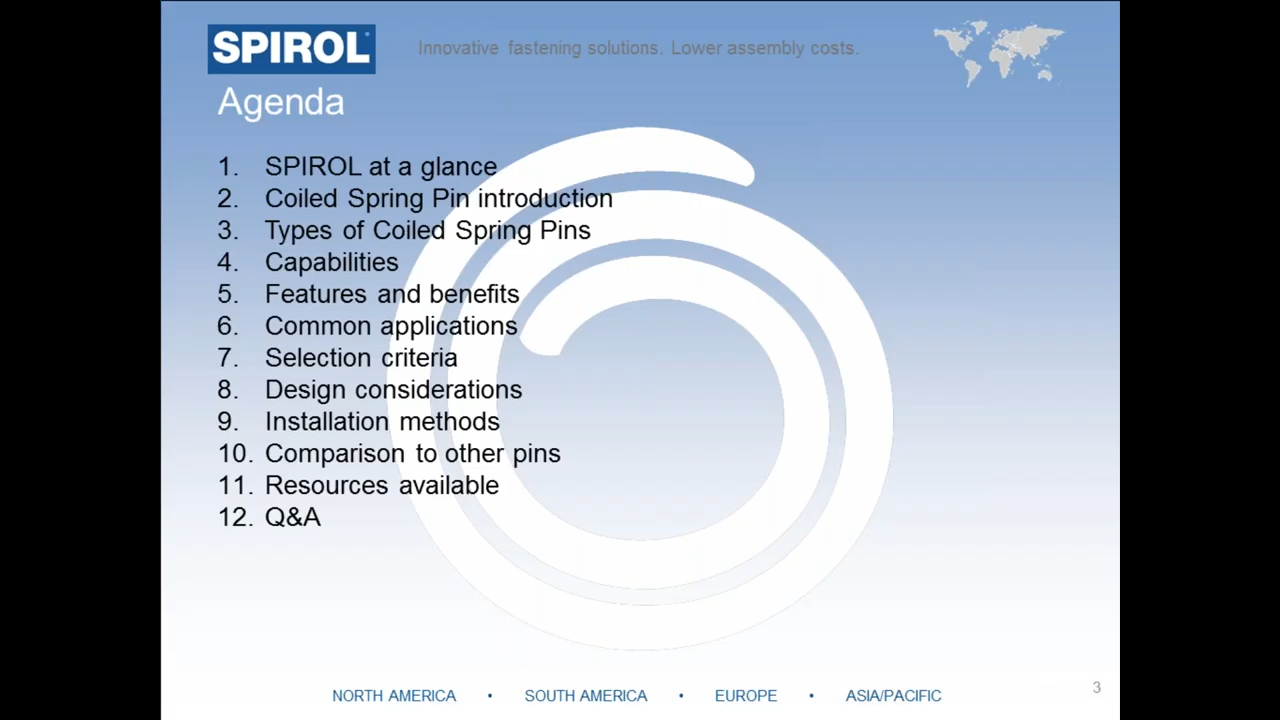 SPIROL
Innovative fastening solutions. Lower assembly costs.
Agenda
1. SPIROL at a glance
2. Coiled Spring Pin introduction
3. Types of Coiled Spring Pins
4. Capabilities
5. Features and benefits
6. Common applications
7. Selection criteria
8. Design considerations
9. Installation methods
10. Comparison to other pins
11. Resources available
12. Q&A
NORTH AMERICA • SOUTH AMERICA • EUROPE • ASIA/PACIFIC
3